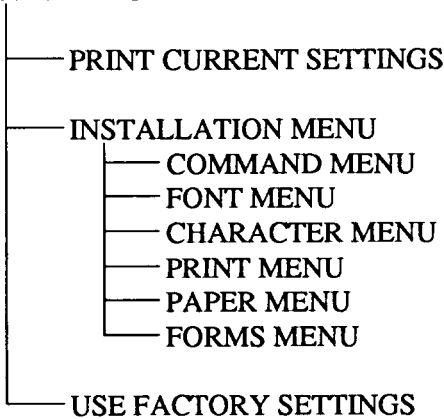 PRINT CURRENT SETTINGS
INSTALLATION MENU
COMMAND MENU
FONT MENU
CHARACTER MENU
PRINT MENU
PAPER MENU
FORMS MENU
USE FACTORY SETTINGS